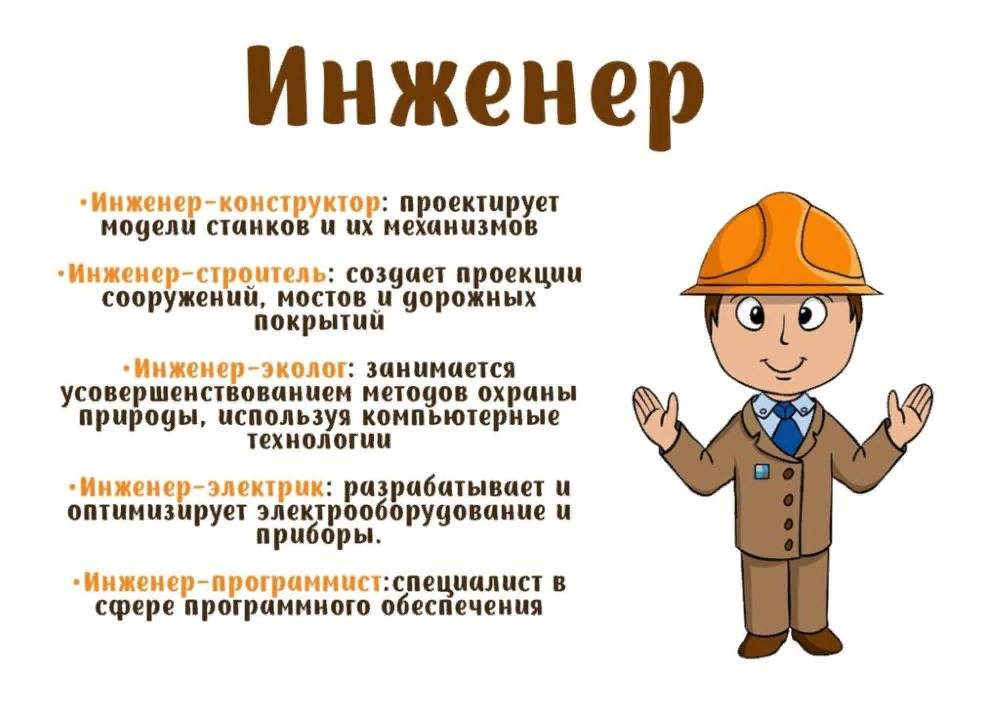 Инженер
•Инженер-конструктор: проектирует
модели станков и их механизмов
•Инженер-строитель: создает проекции
сооружений, мостов и дорожных
покрытий
•Инженер-эколог: занимается
усовершенствованием методов охраны
природы, используя компьютерные
технологии
•Инженер-электрик: разрабатывает и
оптимизирует электрооборудование и
приборы.
•Инженер-программист:специалист в
сфере программного обеспечения